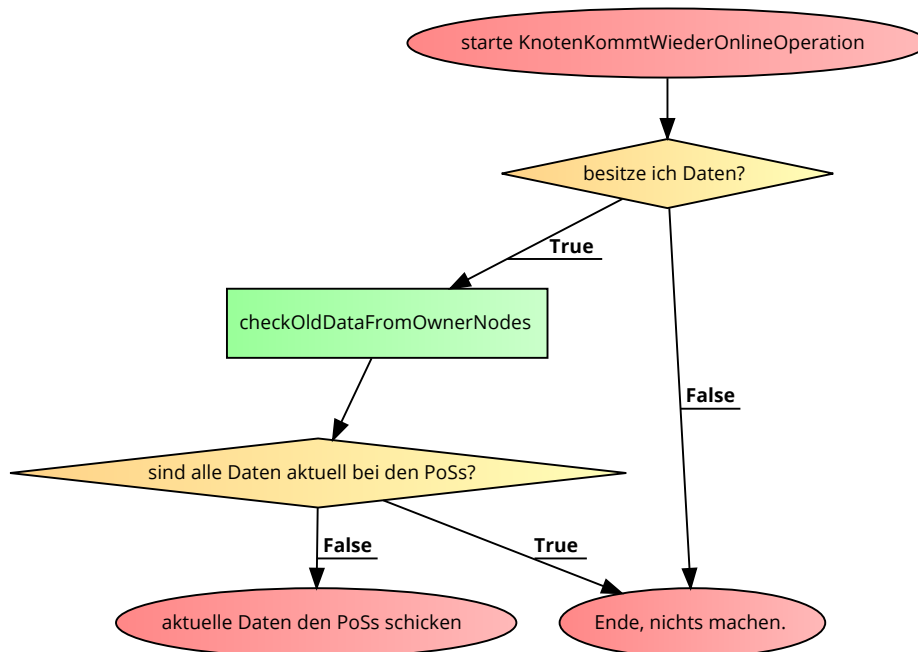 starte KnotenKommtWiederOnlineOperation
besitze ich Daten?
True
checkOldDataFromOwnerNodes
False
sind alle Daten aktuell bei den PoSs?
False
True
aktuelle Daten den PoSs schicken
Ende, nichts machen.